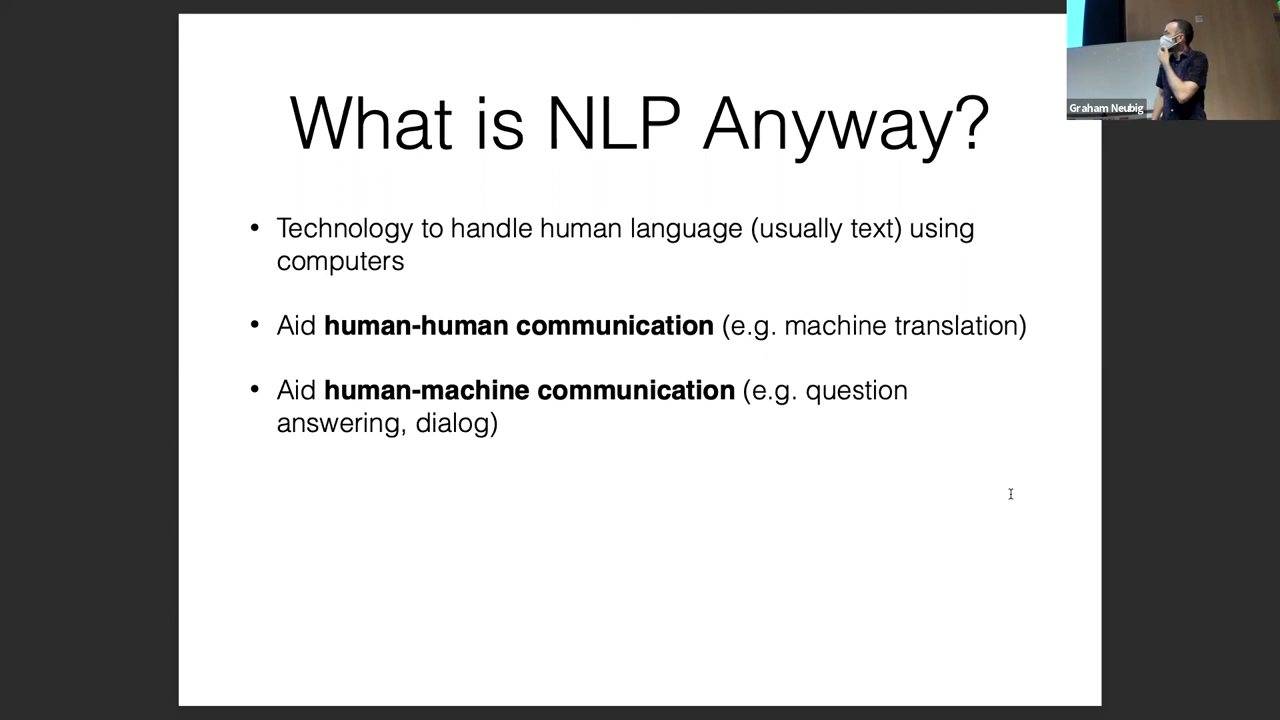 What is NLP Anyway?
Graham Neubig
• Technology to handle human language (usually text) using
computers
• Aid human-human communication (e.g. machine translation)
• Aid human-machine communication (e.g. question
answering, dialog)